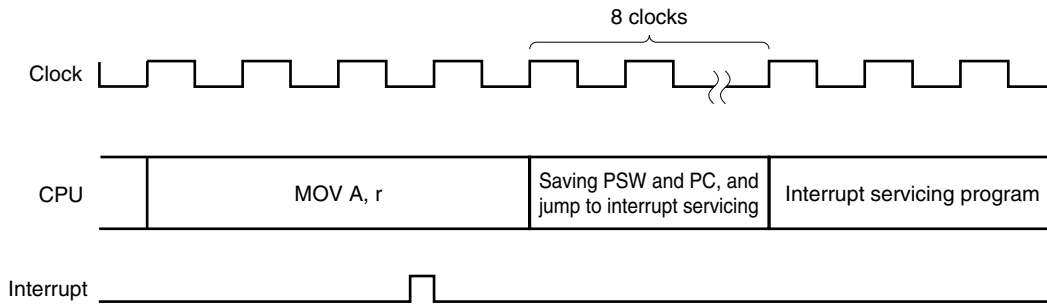 8 clocks
Clock
CPU
MOV A, r
Saving PSW and PC, and
jump to interrupt servicing
Interrupt servicing program
Interrupt